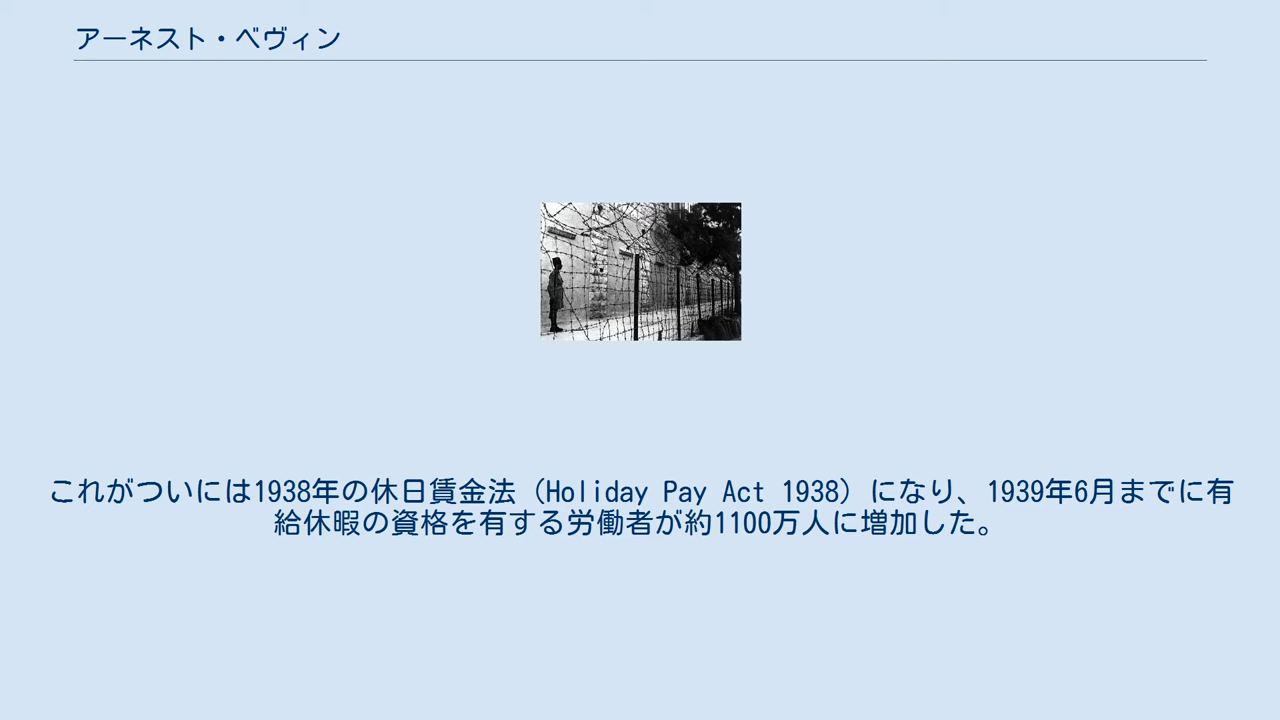 アーネスト・ベヴィン
これがついには1938年の休日賃金法（Holiday Pay Act 1938）になり、1939年6月までに有
給休暇の資格を有する労働者が約1100万人に増加した。